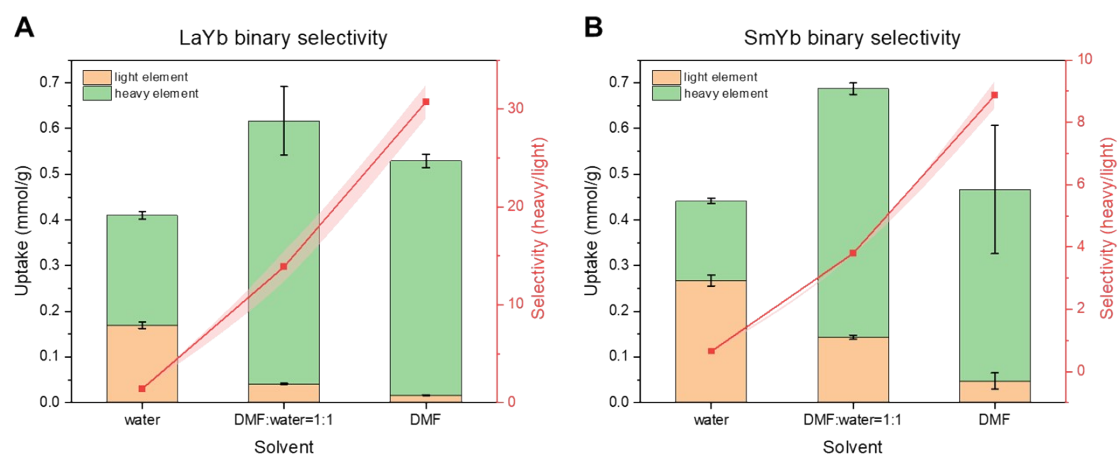 A
LaYb binary selectivity
light element
heavy element
0.7
0.6
0.5
0.4
0.3
0.2
0.1
0.0
Uptake (mmol/g)
30
20
10
0
Selectivity (heavy/light)
water
DMF:water=1:1
DMF
Solvent
B
SmYb binary selectivity
light element
heavy element
0.7
0.6
0.5
0.4
0.3
0.2
0.1
0.0
Uptake (mmol/g)
10
8
6
4
2
0
Selectivity (heavy/light)
water
DMF:water=1:1
DMF
Solvent